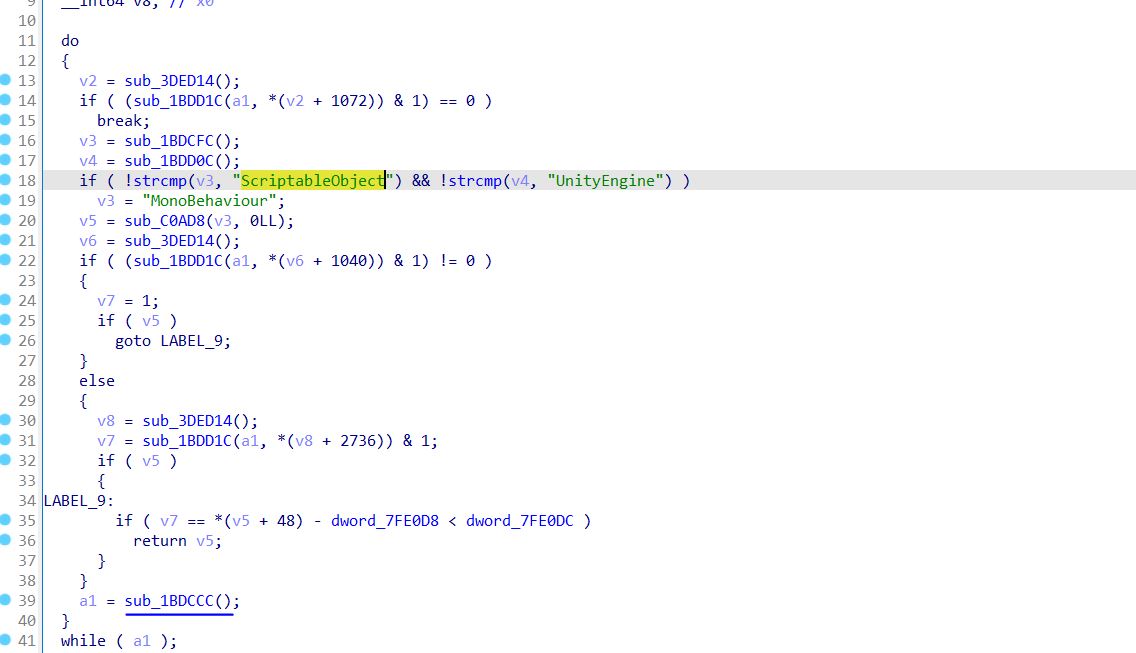 9 __int64 v8; // x0
10
11 do
12 {
13 v2 = sub_3DED14();
14 if ( (sub_1BDD1C(a1, *(v2 + 1072)) & 1) == 0 )
15 break;
16 v3 = sub_1BDCFC();
17 v4 = sub_1BDD0C();
18 if ( !strcmp(v3, "ScriptableObject") && !strcmp(v4, "UnityEngine") )
19 v3 = "MonoBehaviour";
20 v5 = sub_C0AD8(v3, 0LL);
21 v6 = sub_3DED14();
22 if ( (sub_1BDD1C(a1, *(v6 + 1040)) & 1) != 0 )
23 {
24 v7 = 1;
25 if ( v5 )
26 goto LABEL_9;
27 }
28 else
29 {
30 v8 = sub_3DED14();
31 v7 = sub_1BDD1C(a1, *(v8 + 2736)) & 1;
32 if ( v5 )
33 {
34 LABEL_9:
35 if ( v7 == *(v5 + 48) - dword_7FE0D8 < dword_7FE0DC )
36 return v5;
37 }
38 }
39 a1 = sub_1BDCCC();
40 }
41 while ( a1 );